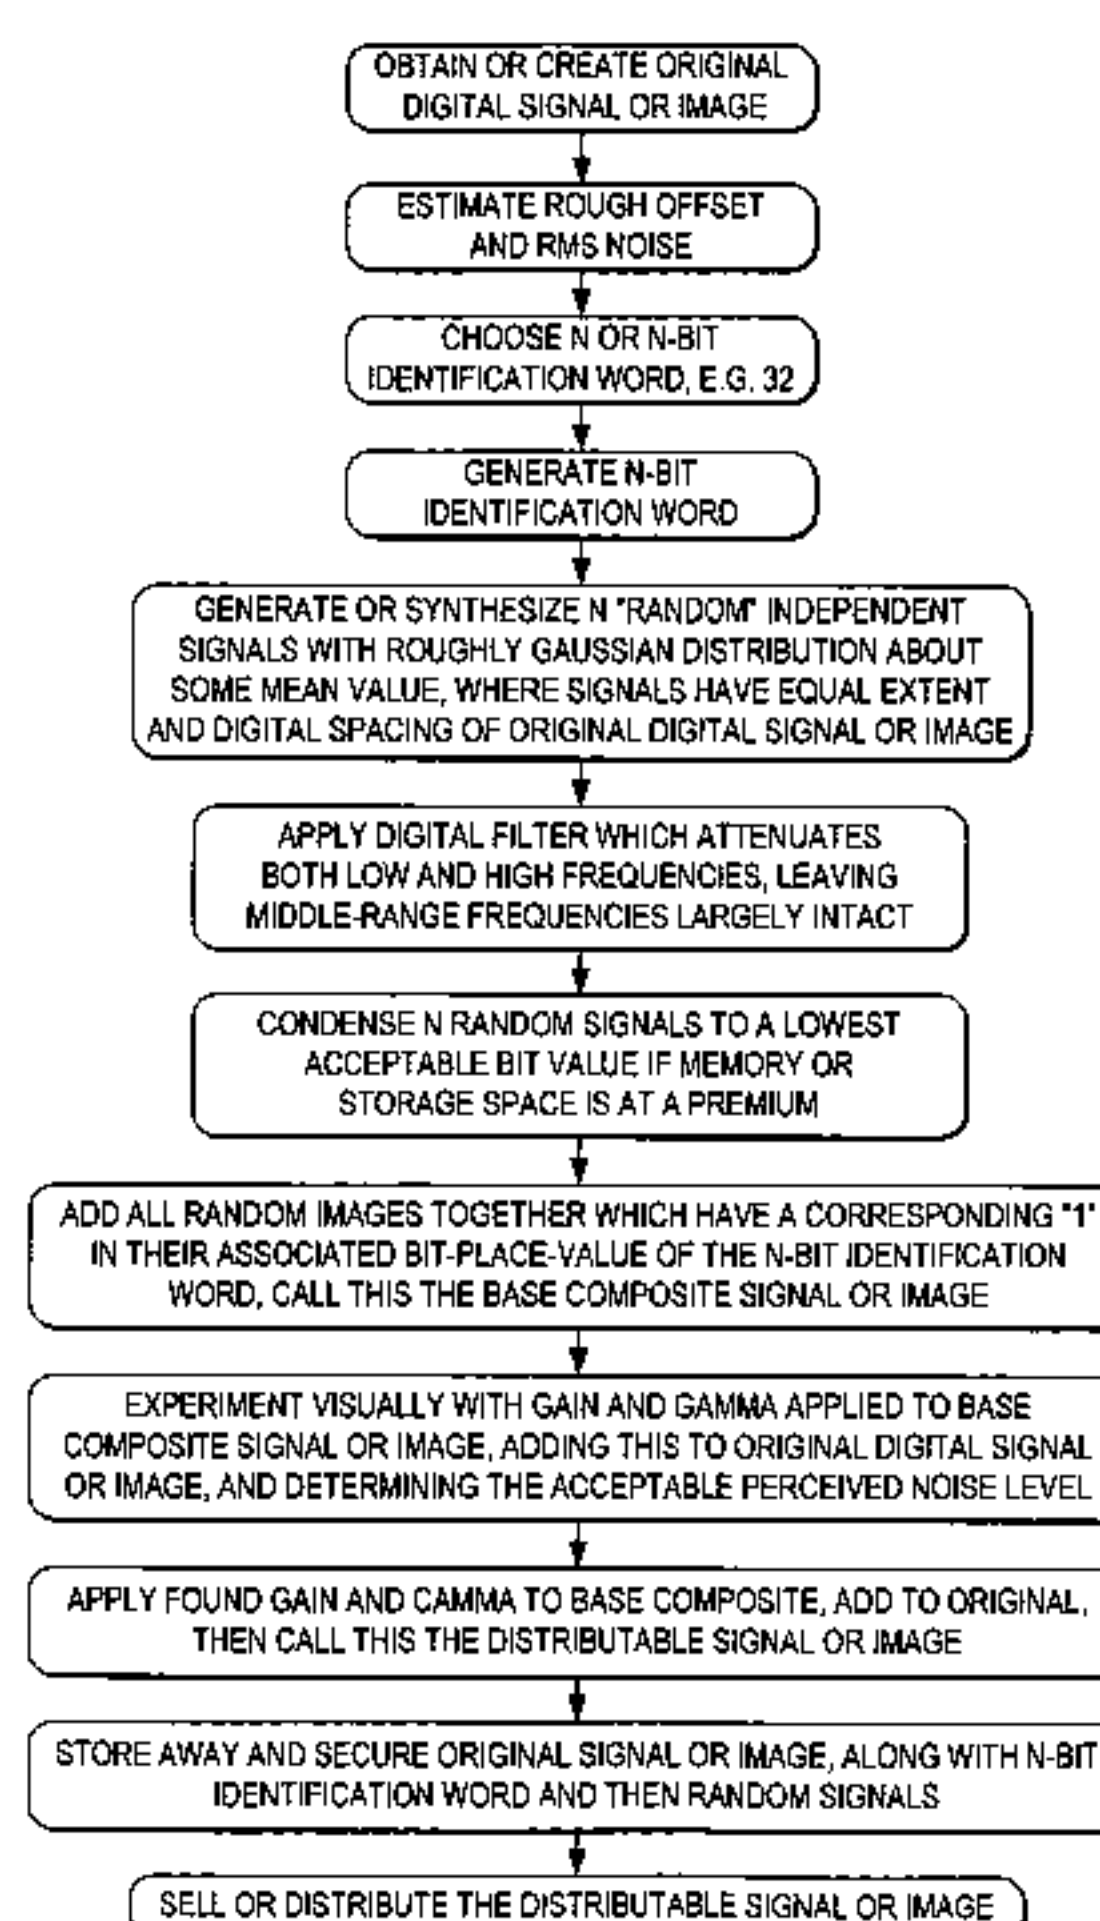 OBTAIN OR CREATE ORIGINAL
DIGITAL SIGNAL OR IMAGE
ESTIMATE ROUGH OFFSET
AND RMS NOISE
CHOOSE N OR N-BIT
IDENTIFICATION WORD, E.G. 32
GENERATE N-BIT
IDENTIFICATION WORD
GENERATE OR SYNTHESIZE N "RANDOM" INDEPENDENT
SIGNALS WITH ROUGHLY GAUSSIAN DISTRIBUTION ABOUT
SOME MEAN VALUE, WHERE SIGNALS HAVE EQUAL EXTENT
AND DIGITAL SPACING OF ORIGINAL DIGITAL SIGNAL OR IMAGE
APPLY DIGITAL FILTER WHICH ATTENUATES
BOTH LOW AND HIGH FREQUENCIES, LEAVING
MIDDLE-RANGE FREQUENCIES LARGELY INTACT
CONDENSE N RANDOM SIGNALS TO A LOWEST
ACCEPTABLE BIT VALUE IF MEMORY OR
STORAGE SPACE IS AT A PREMIUM
ADD ALL RANDOM IMAGES TOGETHER WHICH HAVE A CORRESPONDING "1"
IN THEIR ASSOCIATED BIT-PLACE-VALUE OF THE N-BIT IDENTIFICATION
WORD, CALL THIS THE BASE COMPOSITE SIGNAL OR IMAGE
EXPERIMENT VISUALLY WITH GAIN AND GAMMA APPLIED TO BASE
COMPOSITE SIGNAL OR IMAGE, ADDING THIS TO ORIGINAL DIGITAL SIGNAL
OR IMAGE, AND DETERMINING THE ACCEPTABLE PERCEIVED NOISE LEVEL
APPLY FOUND GAIN AND CAMMA TO BASE COMPOSITE, ADD TO ORIGINAL,
THEN CALL THIS THE DISTRIBUTABLE SIGNAL OR IMAGE
STORE AWAY AND SECURE ORIGINAL SIGNAL OR IMAGE, ALONG WITH N-BIT
IDENTIFICATION WORD AND THEN RANDOM SIGNALS
SELL OR DISTRIBUTE THE DISTRIBUTABLE SIGNAL OR IMAGE